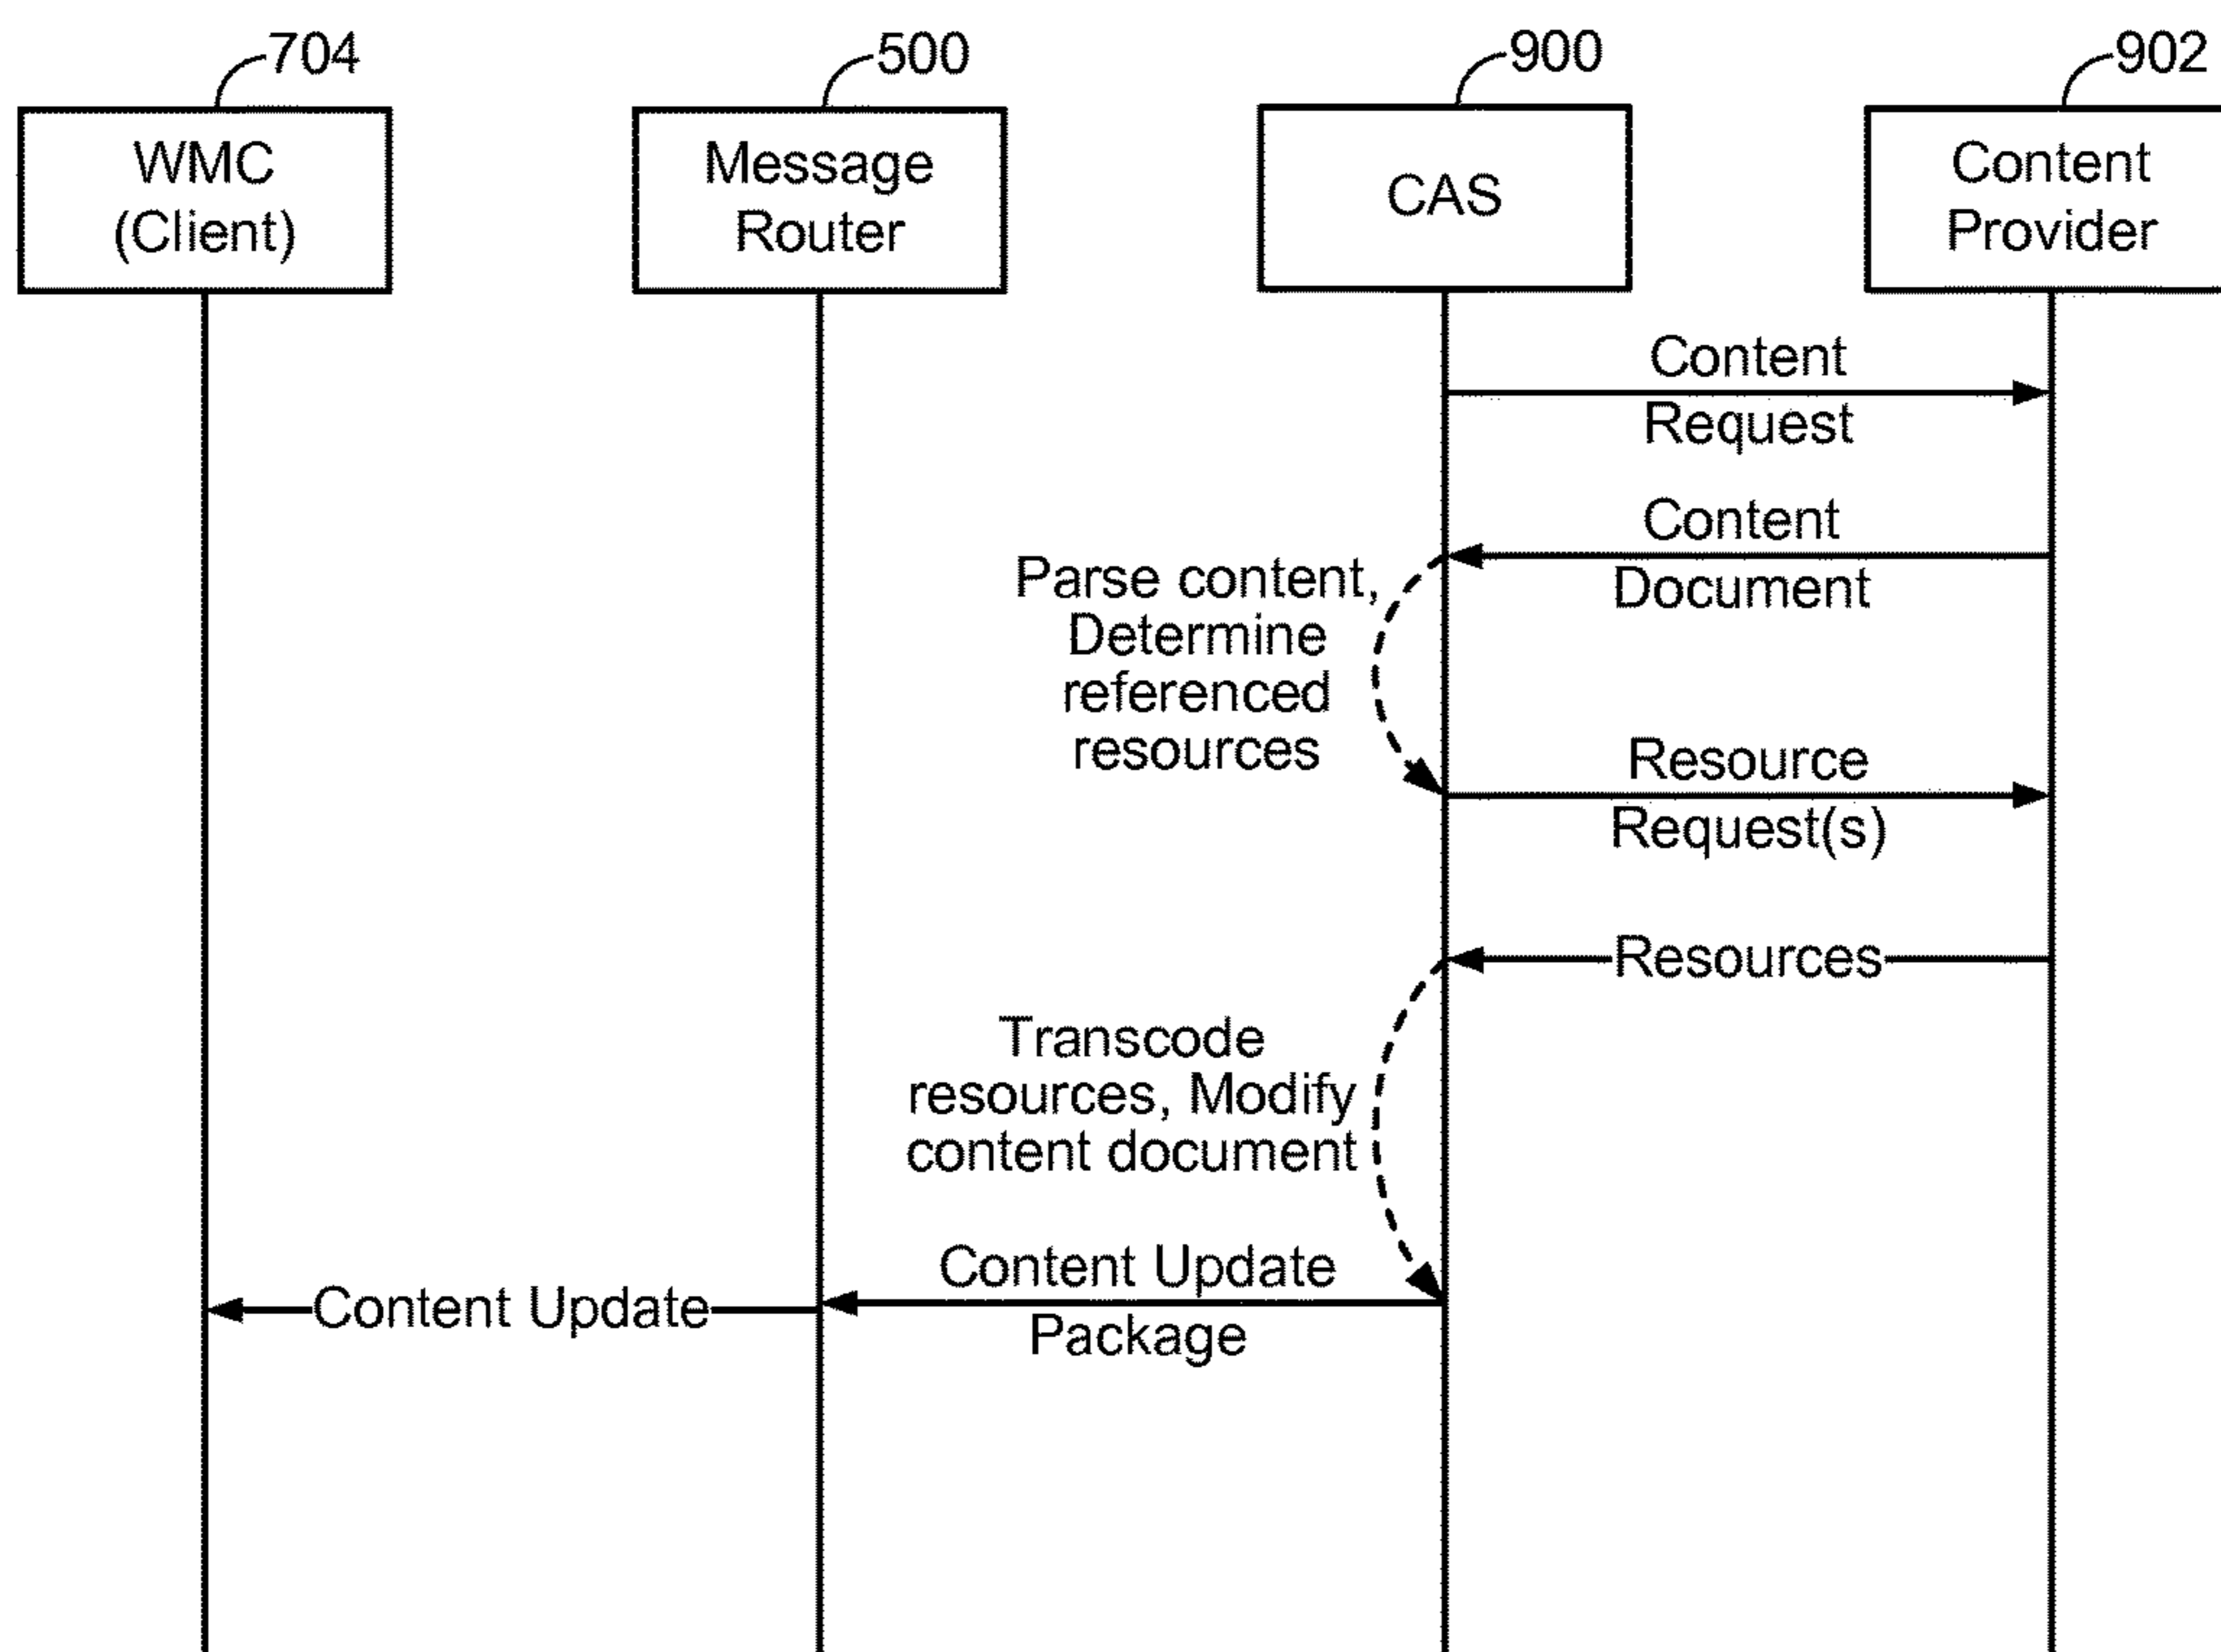 704
500
900
902
WMC
(Client)
Message
Router
CAS
Content
Provider
Content
Request
Content
Document
Parse content,
Determine
referenced
resources
Resource
Request(s)
Resources
Transcode
resources, Modify
content document
Content Update
Package
Content Update